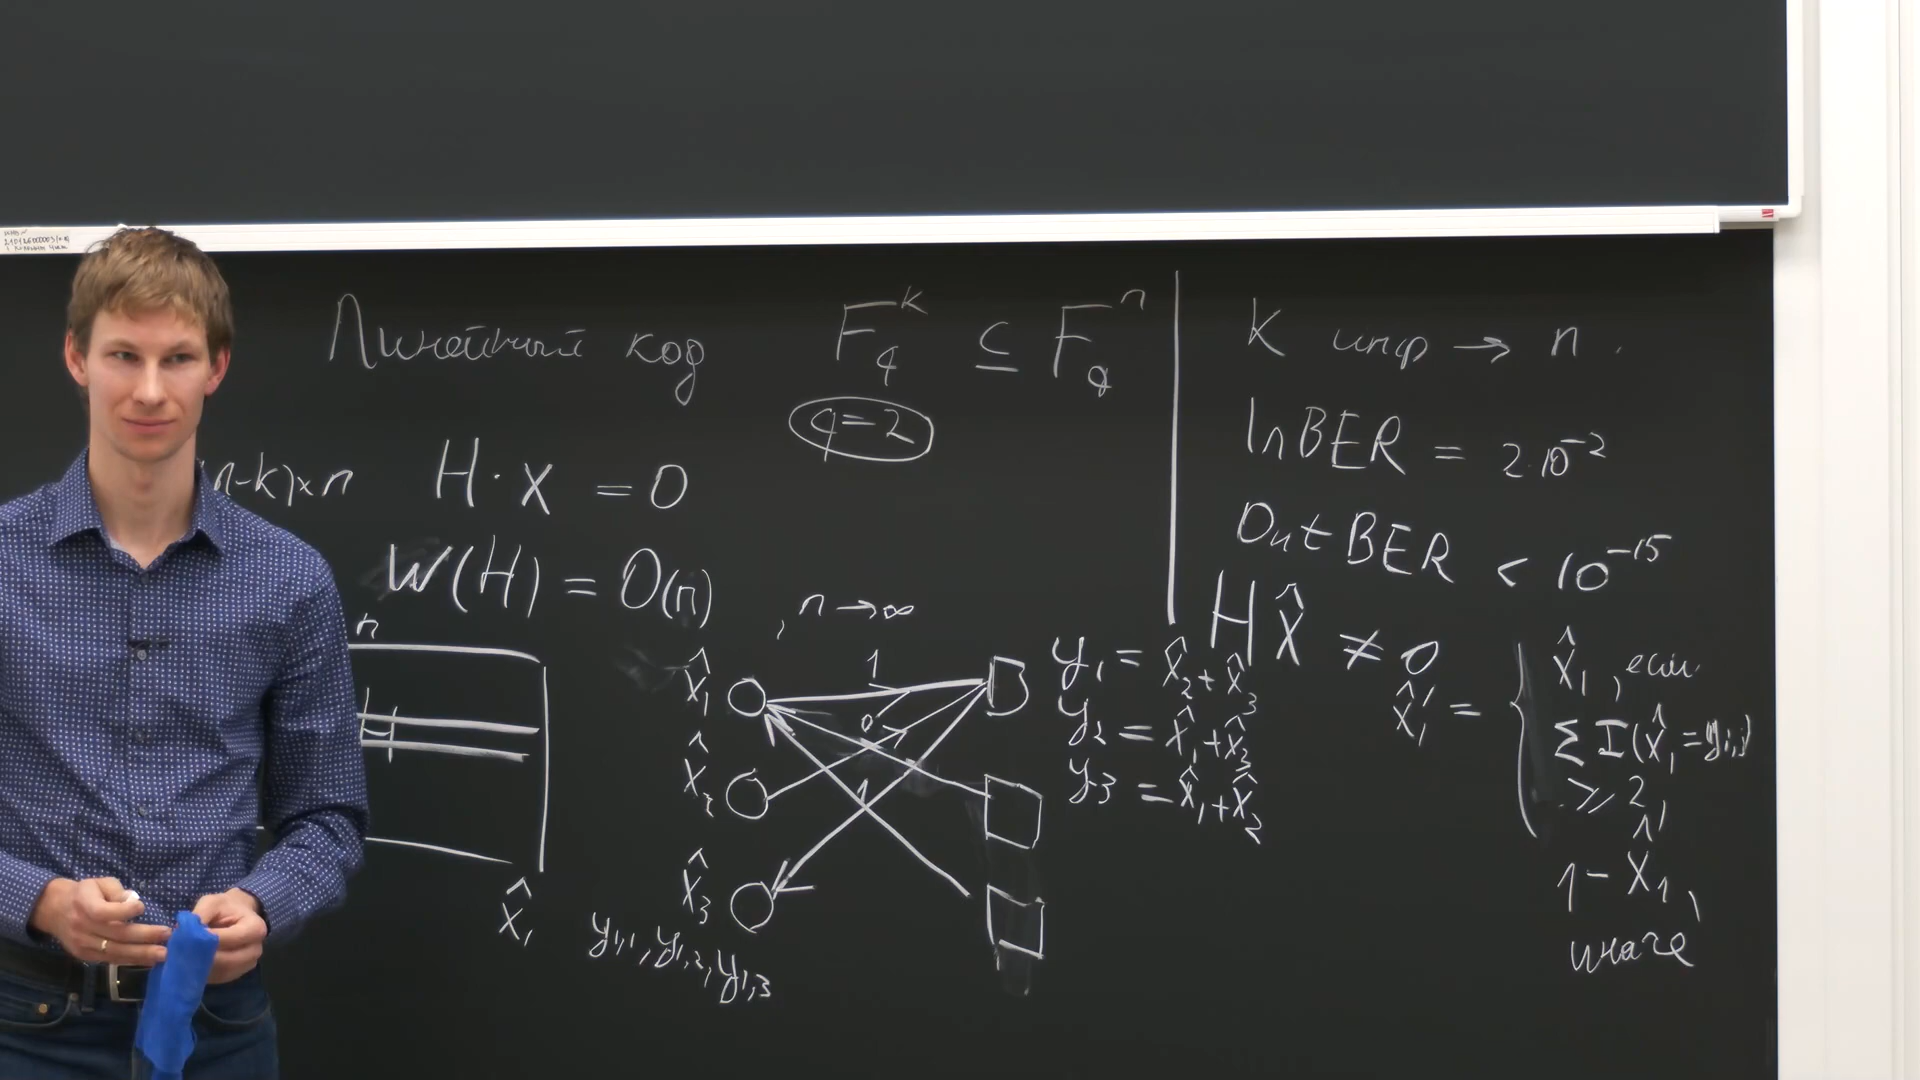 Линейный код F_q^k ⊆ F_q^n
q=2
n-k)×n H·x = 0
W(H) = O(n), n→∞
n
x̂_1
x̂_2
x̂_3
1
0
1
x̂_1
y_{1,1}, y_{1,2}, y_{1,3}
y_1 = x̂_2 + x̂_3
y_2 = x̂_1 + x̂_3
y_3 = x̂_1 + x̂_2
K инф → n.
InBER = 2·10^{-2}
OutBER < 10^{-15}
Hx̂ ≠ 0
x̂_1' = { x̂_1, если
∑ I(x̂_1 = y_{1,j})
≥ 2,
1 - x̂_1,
иначе